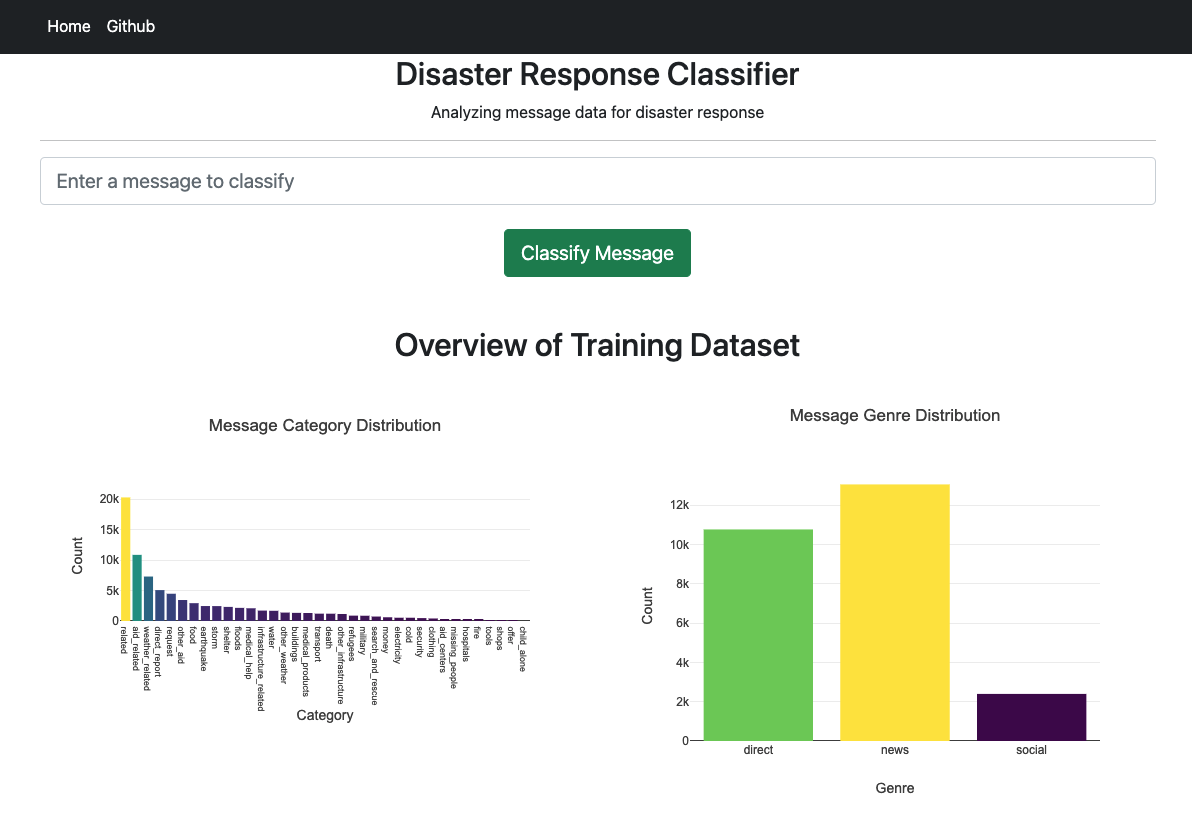 Home Github
Disaster Response Classifier
Analyzing message data for disaster response
Enter a message to classify
Classify Message
Overview of Training Dataset
Message Category Distribution
20k
15k
10k
5k
0
Count
related
aid_related
weather_related
direct_report
request
other_aid
food
earthquake
storm
shelter
floods
medical_help
infrastructure_related
water
other_weather
buildings
medical_products
transport
death
other_infrastructure
refugees
military
search_and_rescue
money
electricity
cold
security
clothing
aid_centers
missing_people
hospitals
fire
tools
shops
offer
child_alone
Category
Message Genre Distribution
12k
10k
8k
6k
4k
2k
0
Count
direct
news
social
Genre